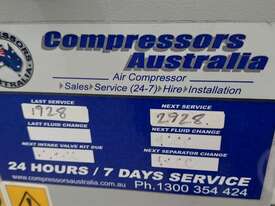 Compressors
Australia
Air Compressor
Sales Service (24-7) Hire Installation
LAST SERVICE
1928
NEXT SERVICE
2928
LAST FLUID CHANGE
NEXT FLUID CHANGE
NEXT INTAKE VALVE KIT DUE
NEXT SEPARATOR CHANGE
24 HOURS / 7 DAYS SERVICE
www.compressorsaustralia.com.au Ph.1300 354 424